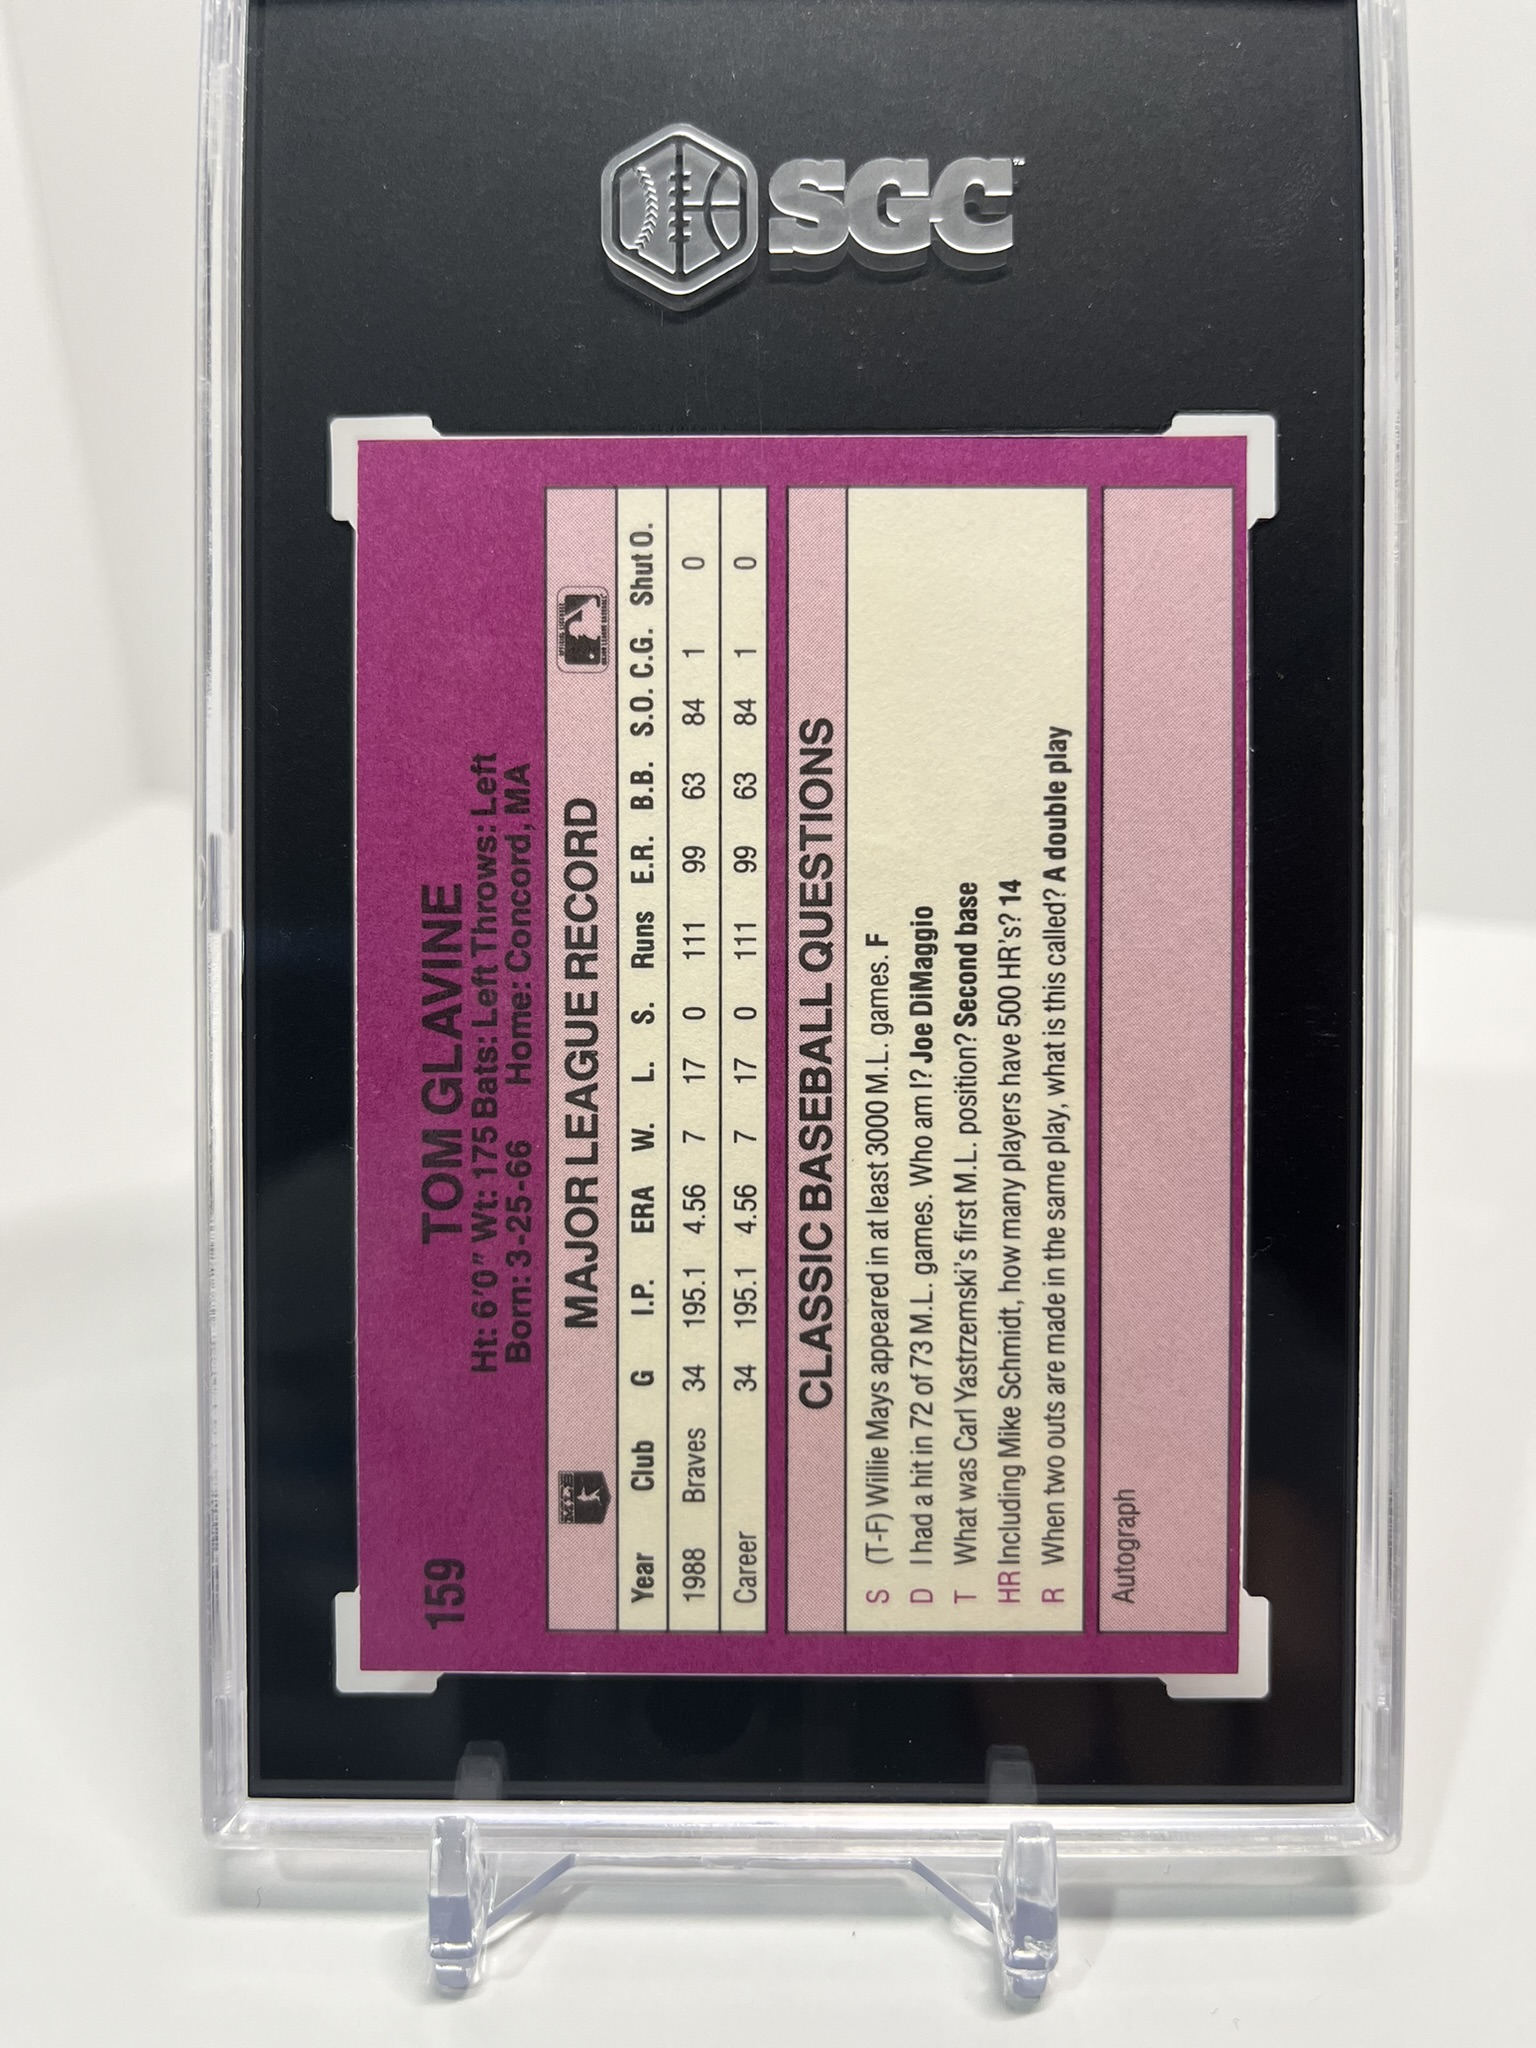 SGC™
159
TOM GLAVINE
Ht: 6'0" Wt: 175 Bats: Left Throws: Left
Born: 3-25-66 Home: Concord, MA
MAJOR LEAGUE RECORD
Year Club G I.P. ERA W. L. S. Runs E.R. B.B. S.O. C.G. Shut O.
1988 Braves 34 195.1 4.56 7 17 0 111 99 63 84 1 0
Career 34 195.1 4.56 7 17 0 111 99 63 84 1 0
CLASSIC BASEBALL QUESTIONS
S (T-F) Willie Mays appeared in at least 3000 M.L. games. F
D I had a hit in 72 of 73 M.L. games. Who am I? Joe DiMaggio
T What was Carl Yastrzemski's first M.L. position? Second base
HR Including Mike Schmidt, how many players have 500 HR's? 14
R When two outs are made in the same play, what is this called? A double play
Autograph